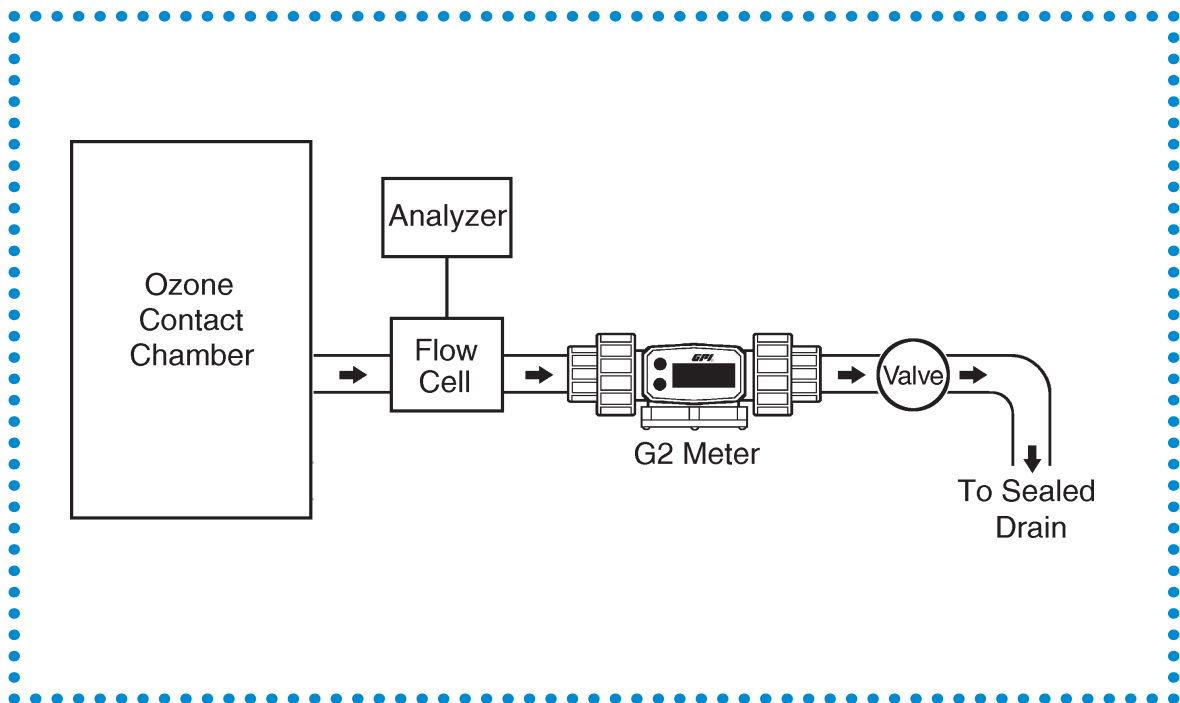 Ozone
Contact
Chamber
Analyzer
Flow
Cell
GPI
G2 Meter
Valve
To Sealed
Drain